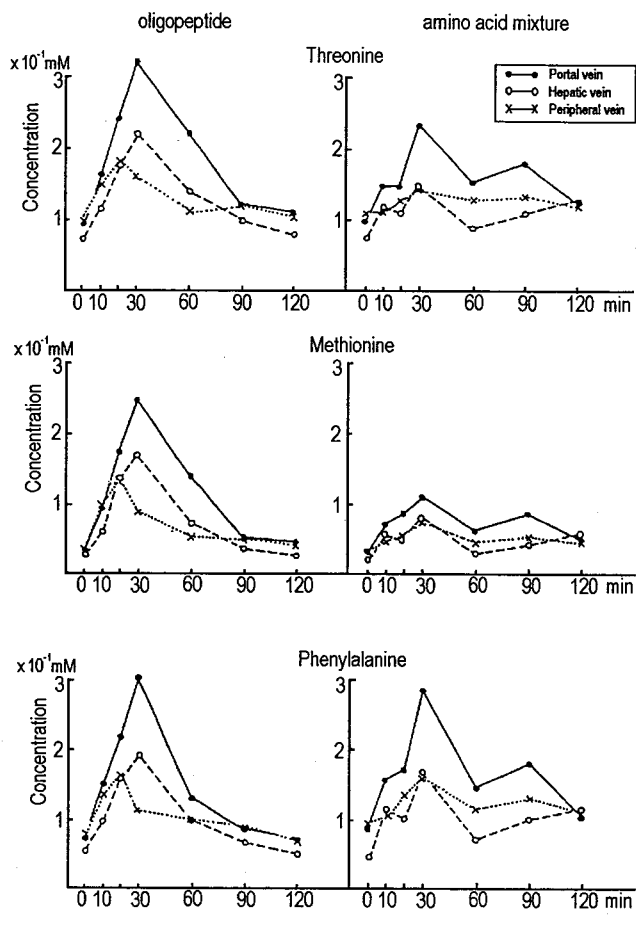 oligopeptide amino acid mixture
Threonine
x10⁻¹mM
Concentration
3
2
1
0 10 30 60 90 120
3
2
1
0 10 30 60 90 120 min
Portal vein
Hepatic vein
Peripheral vein
Methionine
x10⁻¹mM
Concentration
3
2
1
0 10 30 60 90 120
3
2
1
0 10 30 60 90 120 min
Phenylalanine
x10⁻¹mM
Concentration
3
2
1
0 10 30 60 90 120
3
2
1
0 10 30 60 90 120 min